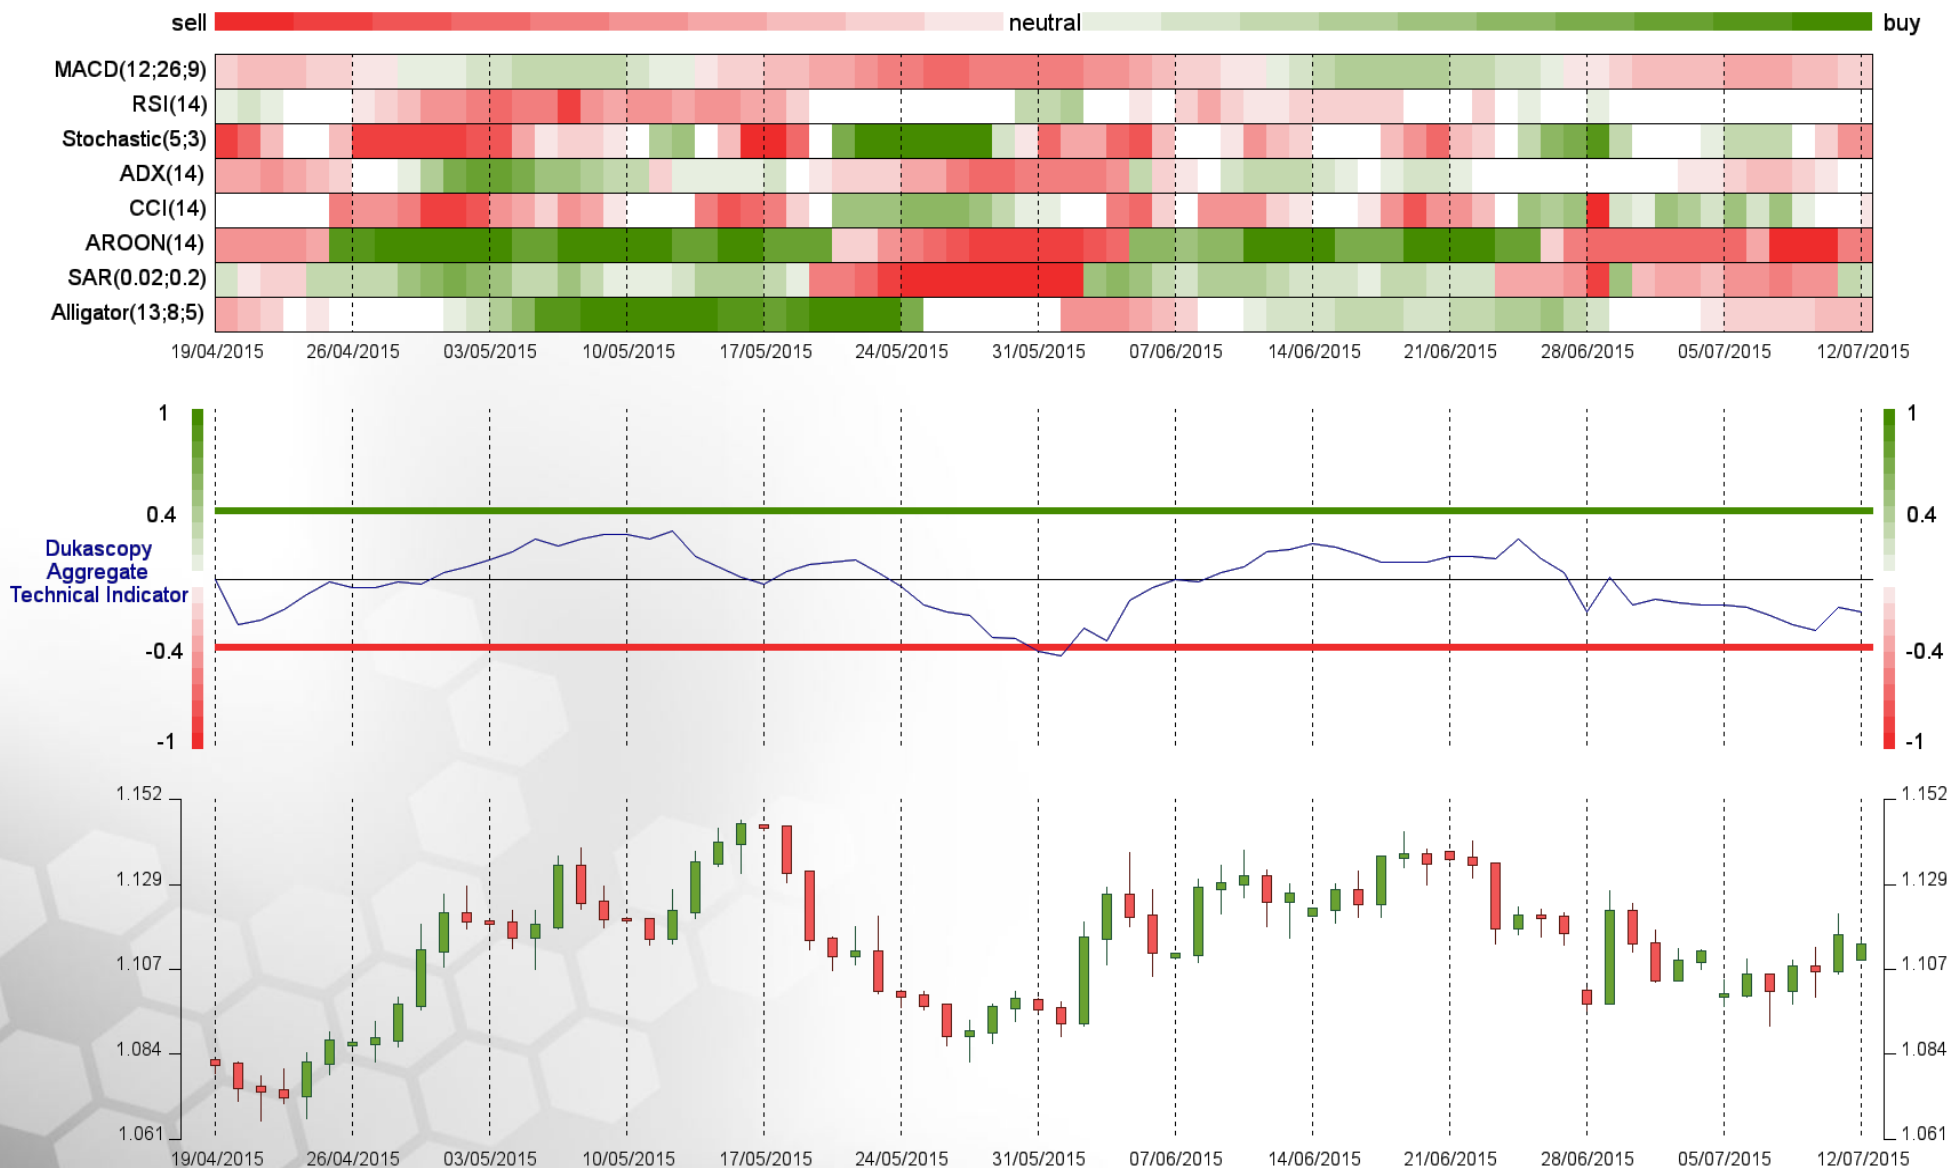 sell neutral buy
MACD(12;26;9)
RSI(14)
Stochastic(5;3)
ADX(14)
CCI(14)
AROON(14)
SAR(0.02;0.2)
Alligator(13;8;5)
19/04/2015 26/04/2015 03/05/2015 10/05/2015 17/05/2015 24/05/2015 31/05/2015 07/06/2015 14/06/2015 21/06/2015 28/06/2015 05/07/2015 12/07/2015
1 1
0.4 0.4
Dukascopy
Aggregate
Technical Indicator
-0.4 -0.4
-1 -1
1.152 1.152
1.129 1.129
1.107 1.107
1.084 1.084
1.061 1.061
19/04/2015 26/04/2015 03/05/2015 10/05/2015 17/05/2015 24/05/2015 31/05/2015 07/06/2015 14/06/2015 21/06/2015 28/06/2015 05/07/2015 12/07/2015